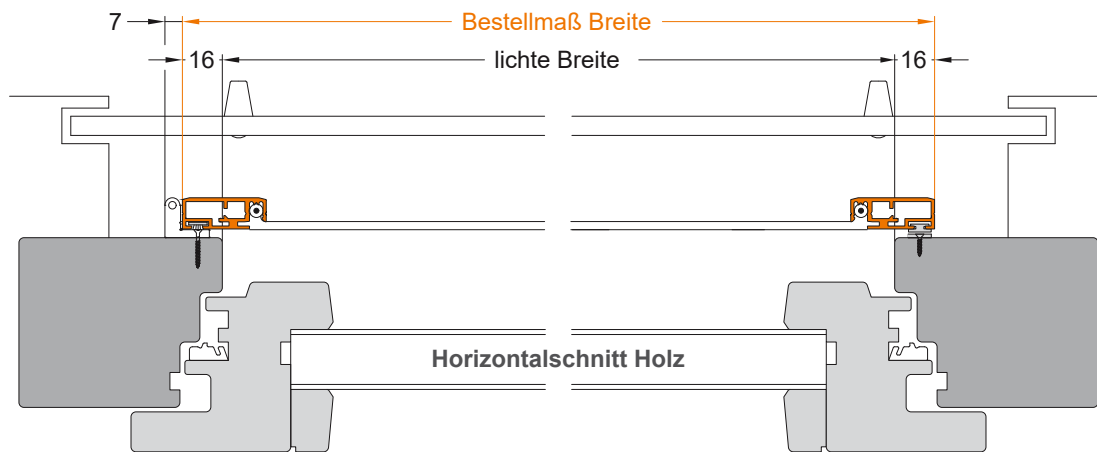 7 Bestellmaß Breite
16 lichte Breite 16
Horizontalschnitt Holz